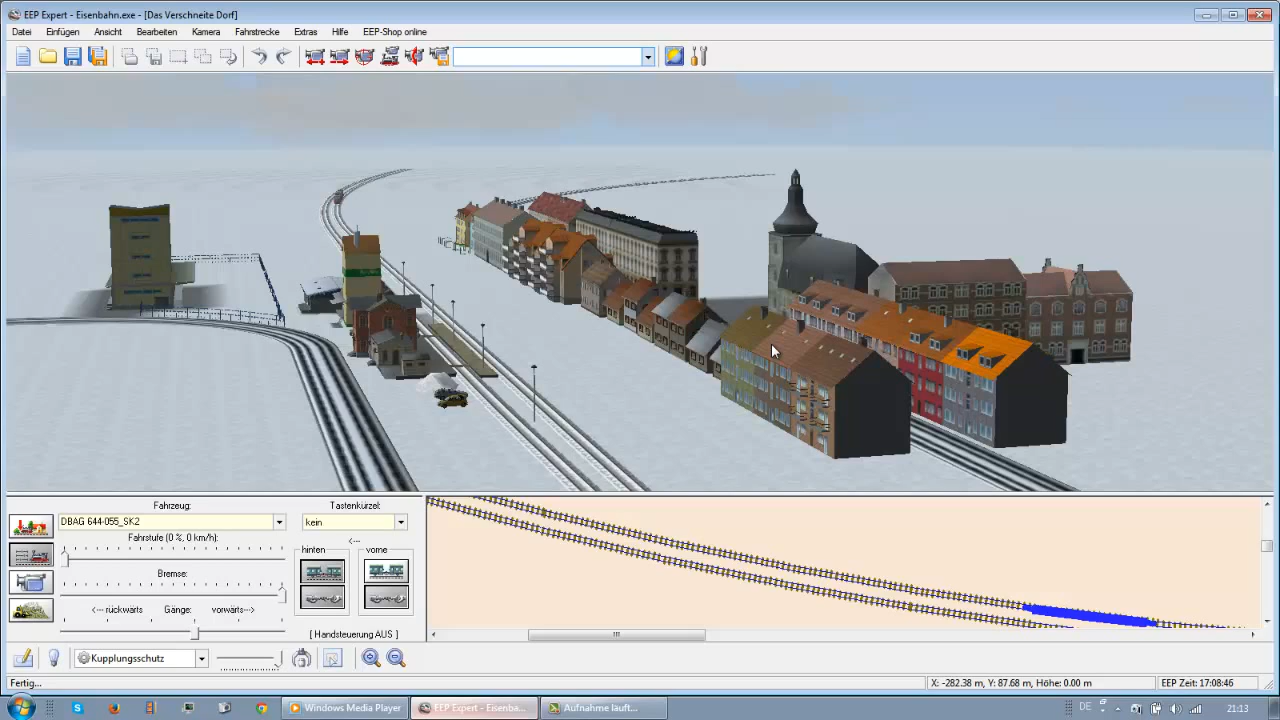 EEP Expert - Eisenbahn.exe - [Das Verschneite Dorf]
Datei Einfügen Ansicht Bearbeiten Kamera Fahrstrecke Extras Hilfe EEP-Shop online
Fahrzeug:
DBAG 644-055_SK2
Fahrstufe (0 %, 0 km/h):
Bremse:
<--- rückwärts Gänge: vorwärts--->
Tastenkürzel:
kein
<---
hinten vorne
[ Handsteuerung AUS ]
Kupplungsschutz
Fertig...
X: -282.38 m, Y: 87.68 m, Höhe: 0.00 m
EEP Zeit: 17:08:46
Windows Media Player
EEP Expert - Eisenba...
Aufnahme läuft...
DE
21:13